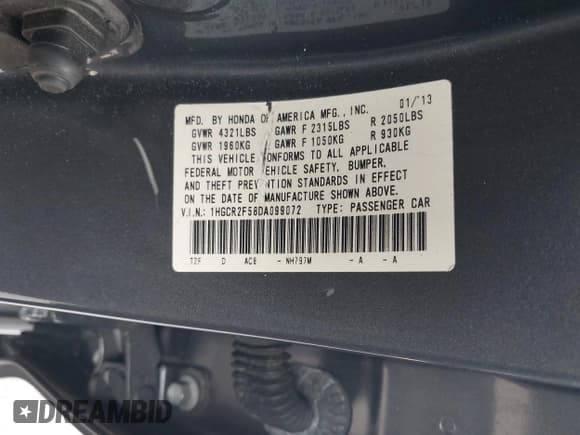 MFD. BY HONDA OF AMERICA MFG., INC. 01/13
GVWR 4321LBS GAWR F 2315LBS R 2050LBS
GVWR 1960KG GAWR F 1050KG R 930KG
THIS VEHICLE CONFORMS TO ALL APPLICABLE
FEDERAL MOTOR VEHICLE SAFETY, BUMPER,
AND THEFT PREVENTION STANDARDS IN EFFECT
ON THE DATE OF MANUFACTURE SHOWN ABOVE.
V.I.N.: 1HGCR2F58DA099072 TYPE: PASSENGER CAR
T2F D AC8 - NH797M - A - A
DREAMBID